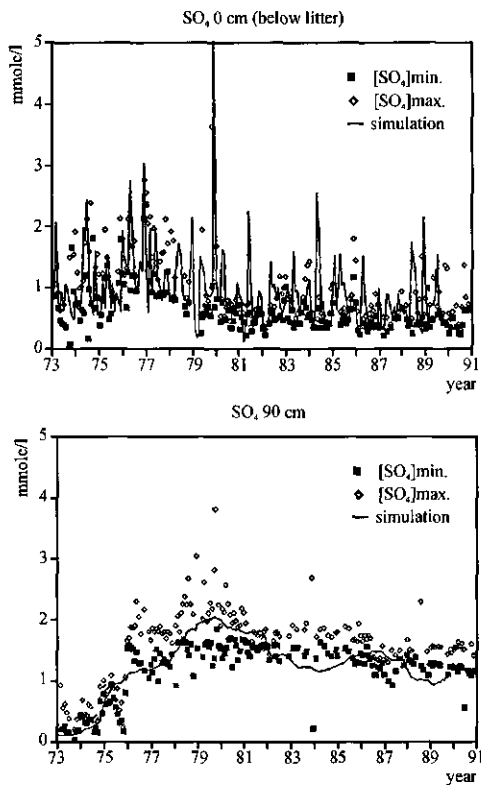 SO₄ 0 cm (below litter)
mmole/l
5
4
3
2
1
0
[SO₄]min.
[SO₄]max.
simulation
73 75 77 79 81 83 85 87 89 91
year
SO₄ 90 cm
mmole/l
5
4
3
2
1
0
[SO₄]min.
[SO₄]max.
simulation
73 75 77 79 81 83 85 87 89 91
year